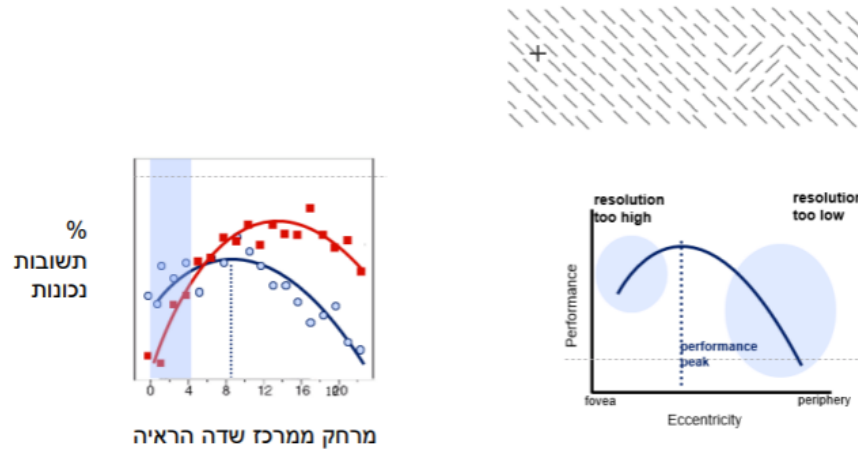 %
תשובות
נכונות
0 4 8 12 16 120
מרחק ממרכז שדה הראיה
resolution
too high
resolution
too low
Performance
performance
peak
fovea
periphery
Eccentricity